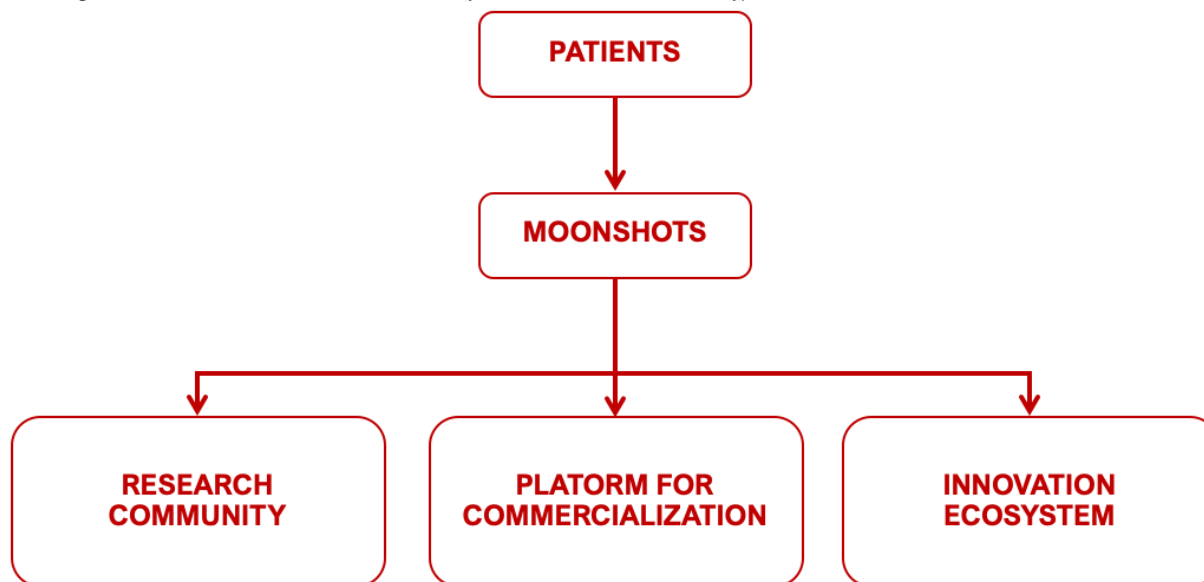 PATIENTS
MOONSHOTS
RESEARCH
COMMUNITY
PLATORM FOR
COMMERCIALIZATION
INNOVATION
ECOSYSTEM